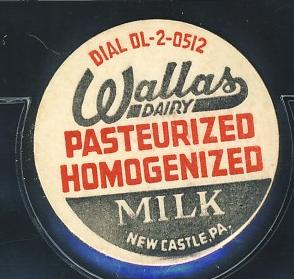 DIAL OL-2-0512
Wallas
DAIRY
PASTEURIZED
HOMOGENIZED
MILK
NEW CASTLE, PA.